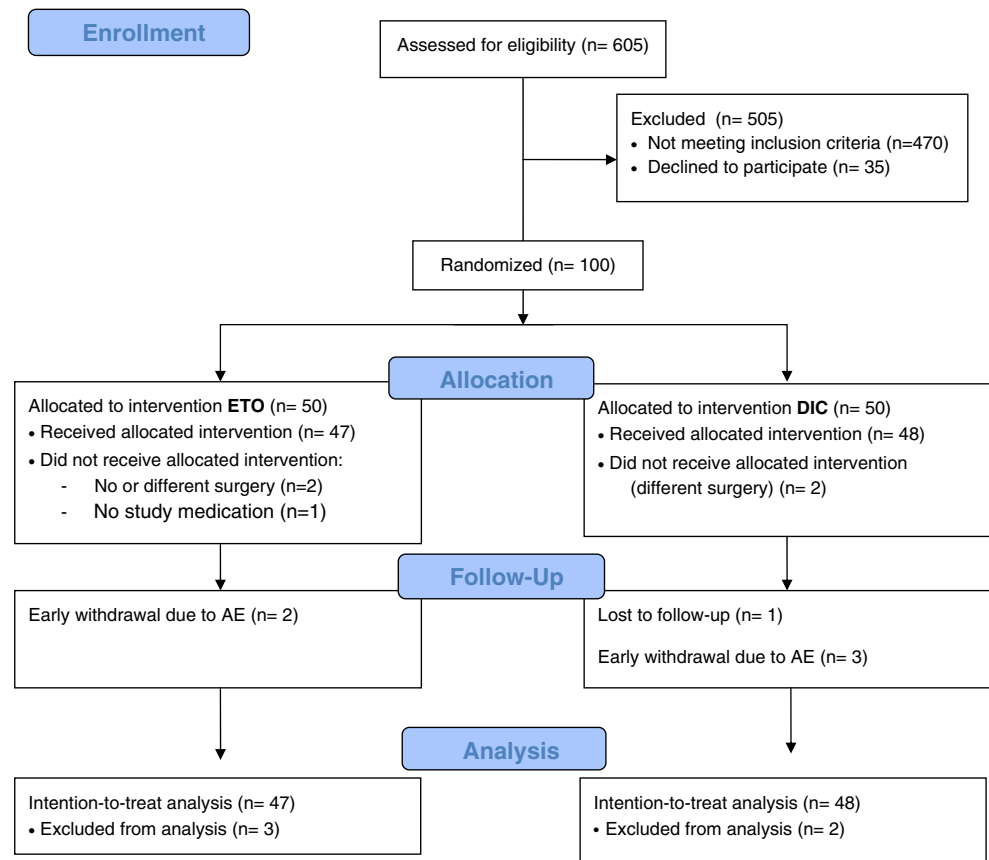 Enrollment
Assessed for eligibility (n= 605)
Excluded (n= 505)
• Not meeting inclusion criteria (n=470)
• Declined to participate (n= 35)
Randomized (n= 100)
Allocation
Allocated to intervention ETO (n= 50)
• Received allocated intervention (n= 47)
• Did not receive allocated intervention:
- No or different surgery (n=2)
- No study medication (n=1)
Allocated to intervention DIC (n= 50)
• Received allocated intervention (n= 48)
• Did not receive allocated intervention
(different surgery) (n= 2)
Follow-Up
Early withdrawal due to AE (n= 2)
Lost to follow-up (n= 1)
Early withdrawal due to AE (n= 3)
Analysis
Intention-to-treat analysis (n= 47)
• Excluded from analysis (n= 3)
Intention-to-treat analysis (n= 48)
• Excluded from analysis (n= 2)